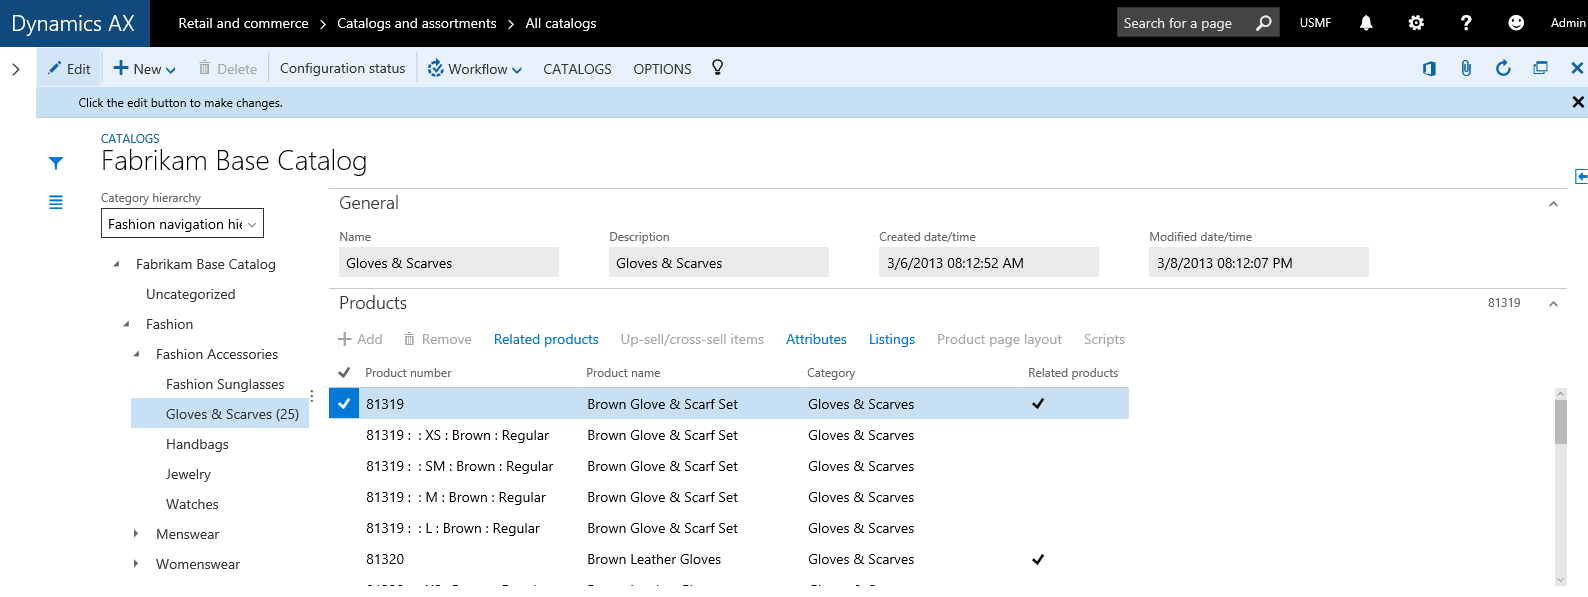 Dynamics AX
Retail and commerce > Catalogs and assortments > All catalogs
Search for a page
USMF
?
Admin
Edit
New
Delete
Configuration status
Workflow
CATALOGS
OPTIONS
Click the edit button to make changes.
CATALOGS
Fabrikam Base Catalog
Category hierarchy
Fashion navigation hie
Fabrikam Base Catalog
Uncategorized
Fashion
Fashion Accessories
Fashion Sunglasses
Gloves & Scarves (25)
Handbags
Jewelry
Watches
Menswear
Womenswear
General
Name
Description
Created date/time
Modified date/time
Gloves & Scarves
Gloves & Scarves
3/6/2013 08:12:52 AM
3/8/2013 08:12:07 PM
Products
81319
Add
Remove
Related products
Up-sell/cross-sell items
Attributes
Listings
Product page layout
Scripts
Product number
Product name
Category
Related products
81319
Brown Glove & Scarf Set
Gloves & Scarves
81319 : : XS : Brown : Regular
Brown Glove & Scarf Set
Gloves & Scarves
81319 : : SM : Brown : Regular
Brown Glove & Scarf Set
Gloves & Scarves
81319 : : M : Brown : Regular
Brown Glove & Scarf Set
Gloves & Scarves
81319 : : L : Brown : Regular
Brown Glove & Scarf Set
Gloves & Scarves
81320
Brown Leather Gloves
Gloves & Scarves